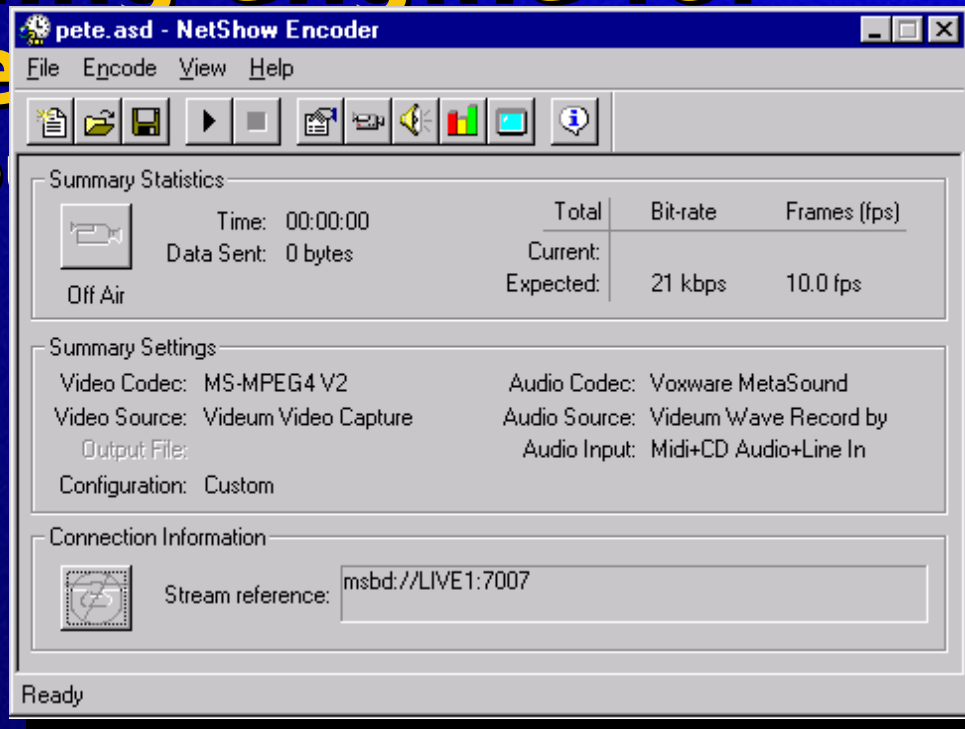 pete.asd - NetShow Encoder
File Encode View Help
Summary Statistics
Time: 00:00:00
Data Sent: 0 bytes
Off Air
Total Bit-rate Frames (fps)
Current:
Expected: 21 kbps 10.0 fps
Summary Settings
Video Codec: MS-MPEG4 V2
Video Source: Videum Video Capture
Output File:
Configuration: Custom
Audio Codec: Voxware MetaSound
Audio Source: Videum Wave Record by
Audio Input: Midi+CD Audio+Line In
Connection Information
Stream reference: msbd://LIVE1:7007
Ready